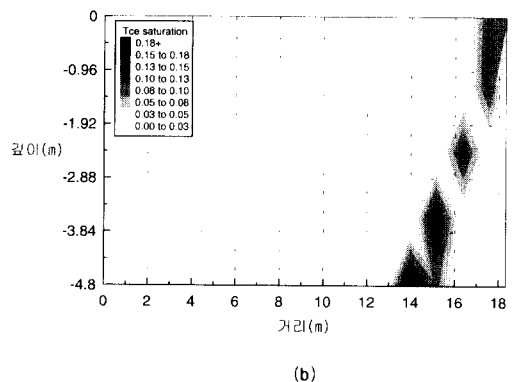 0
Tce saturation
0.18+
0.15 to 0.18
0.13 to 0.15
0.10 to 0.13
0.08 to 0.10
0.05 to 0.08
0.03 to 0.05
0.00 to 0.03
-0.96
-1.92
깊이(m)
-2.88
-3.84
-4.8
0 2 4 6 8 10 12 14 16 18
거리(m)
(b)